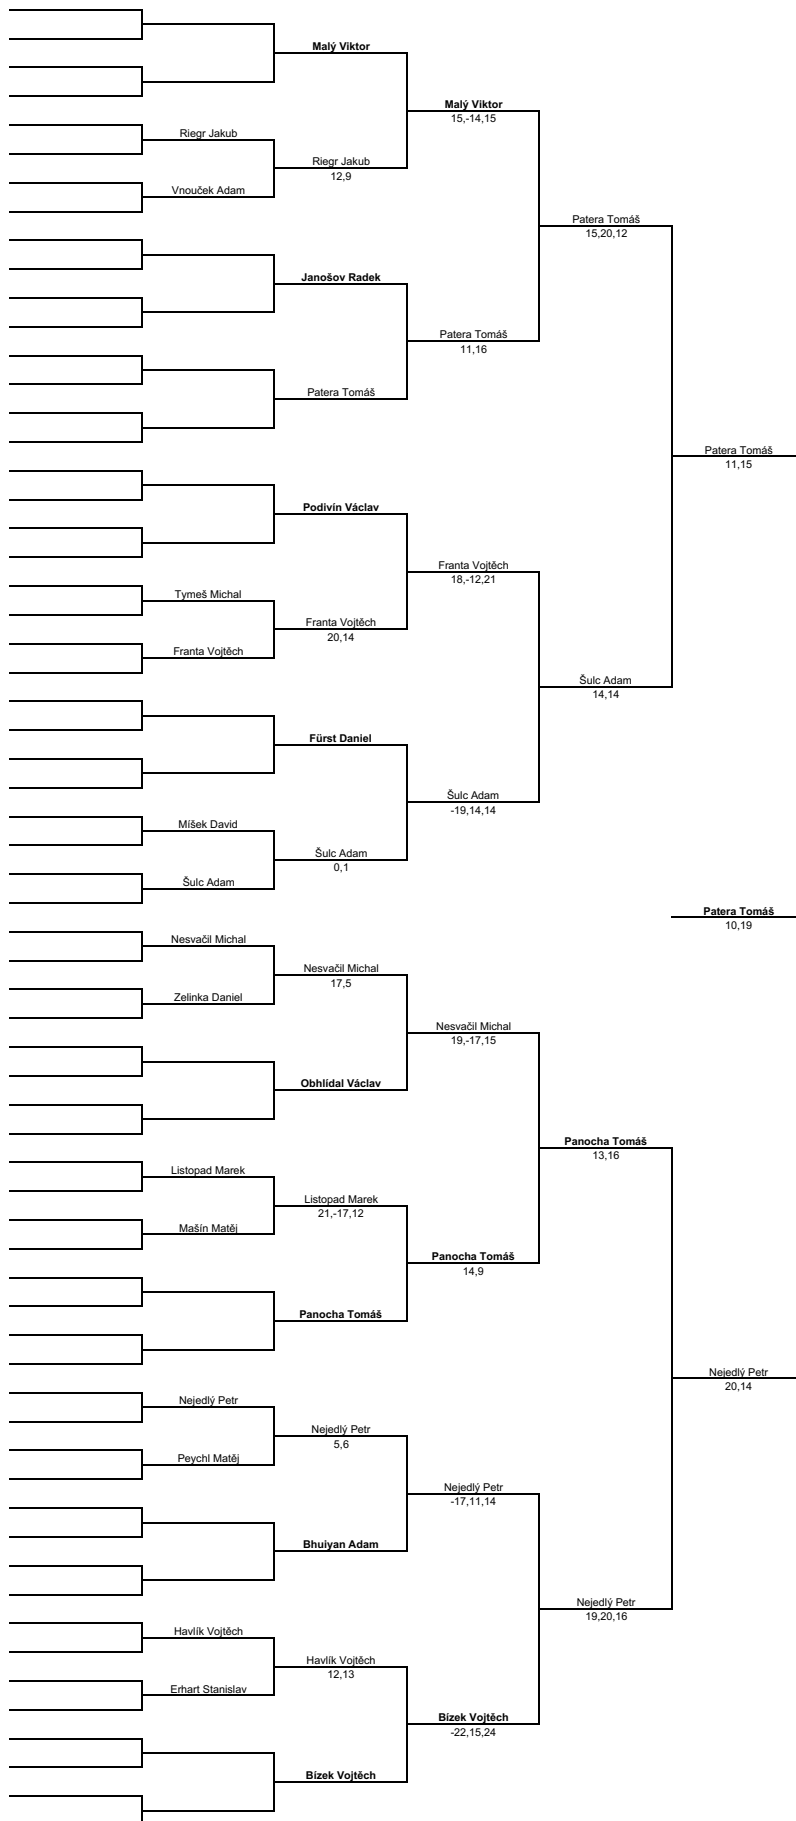 Malý Viktor
Malý Viktor
15,-14,15
Riegr Jakub
Riegr Jakub
12,9
Vnouček Adam
Patera Tomáš
15,20,12
Janošov Radek
Patera Tomáš
11,16
Patera Tomáš
Patera Tomáš
11,15
Podivín Václav
Franta Vojtěch
18,-12,21
Tymeš Michal
Franta Vojtěch
20,14
Franta Vojtěch
Šulc Adam
14,14
Fürst Daniel
Šulc Adam
-19,14,14
Míšek David
Šulc Adam
0,1
Šulc Adam
Patera Tomáš
10,19
Nesvačil Michal
Nesvačil Michal
17,5
Zelinka Daniel
Nesvačil Michal
19,-17,15
Obhlídal Václav
Panocha Tomáš
13,16
Listopad Marek
Listopad Marek
21,-17,12
Mašín Matěj
Panocha Tomáš
14,9
Panocha Tomáš
Nejedlý Petr
20,14
Nejedlý Petr
Nejedlý Petr
5,6
Peychl Matěj
Nejedlý Petr
-17,11,14
Bhuiyan Adam
Nejedlý Petr
19,20,16
Havlík Vojtěch
Havlík Vojtěch
12,13
Erhart Stanislav
Bízek Vojtěch
-22,15,24
Bízek Vojtěch